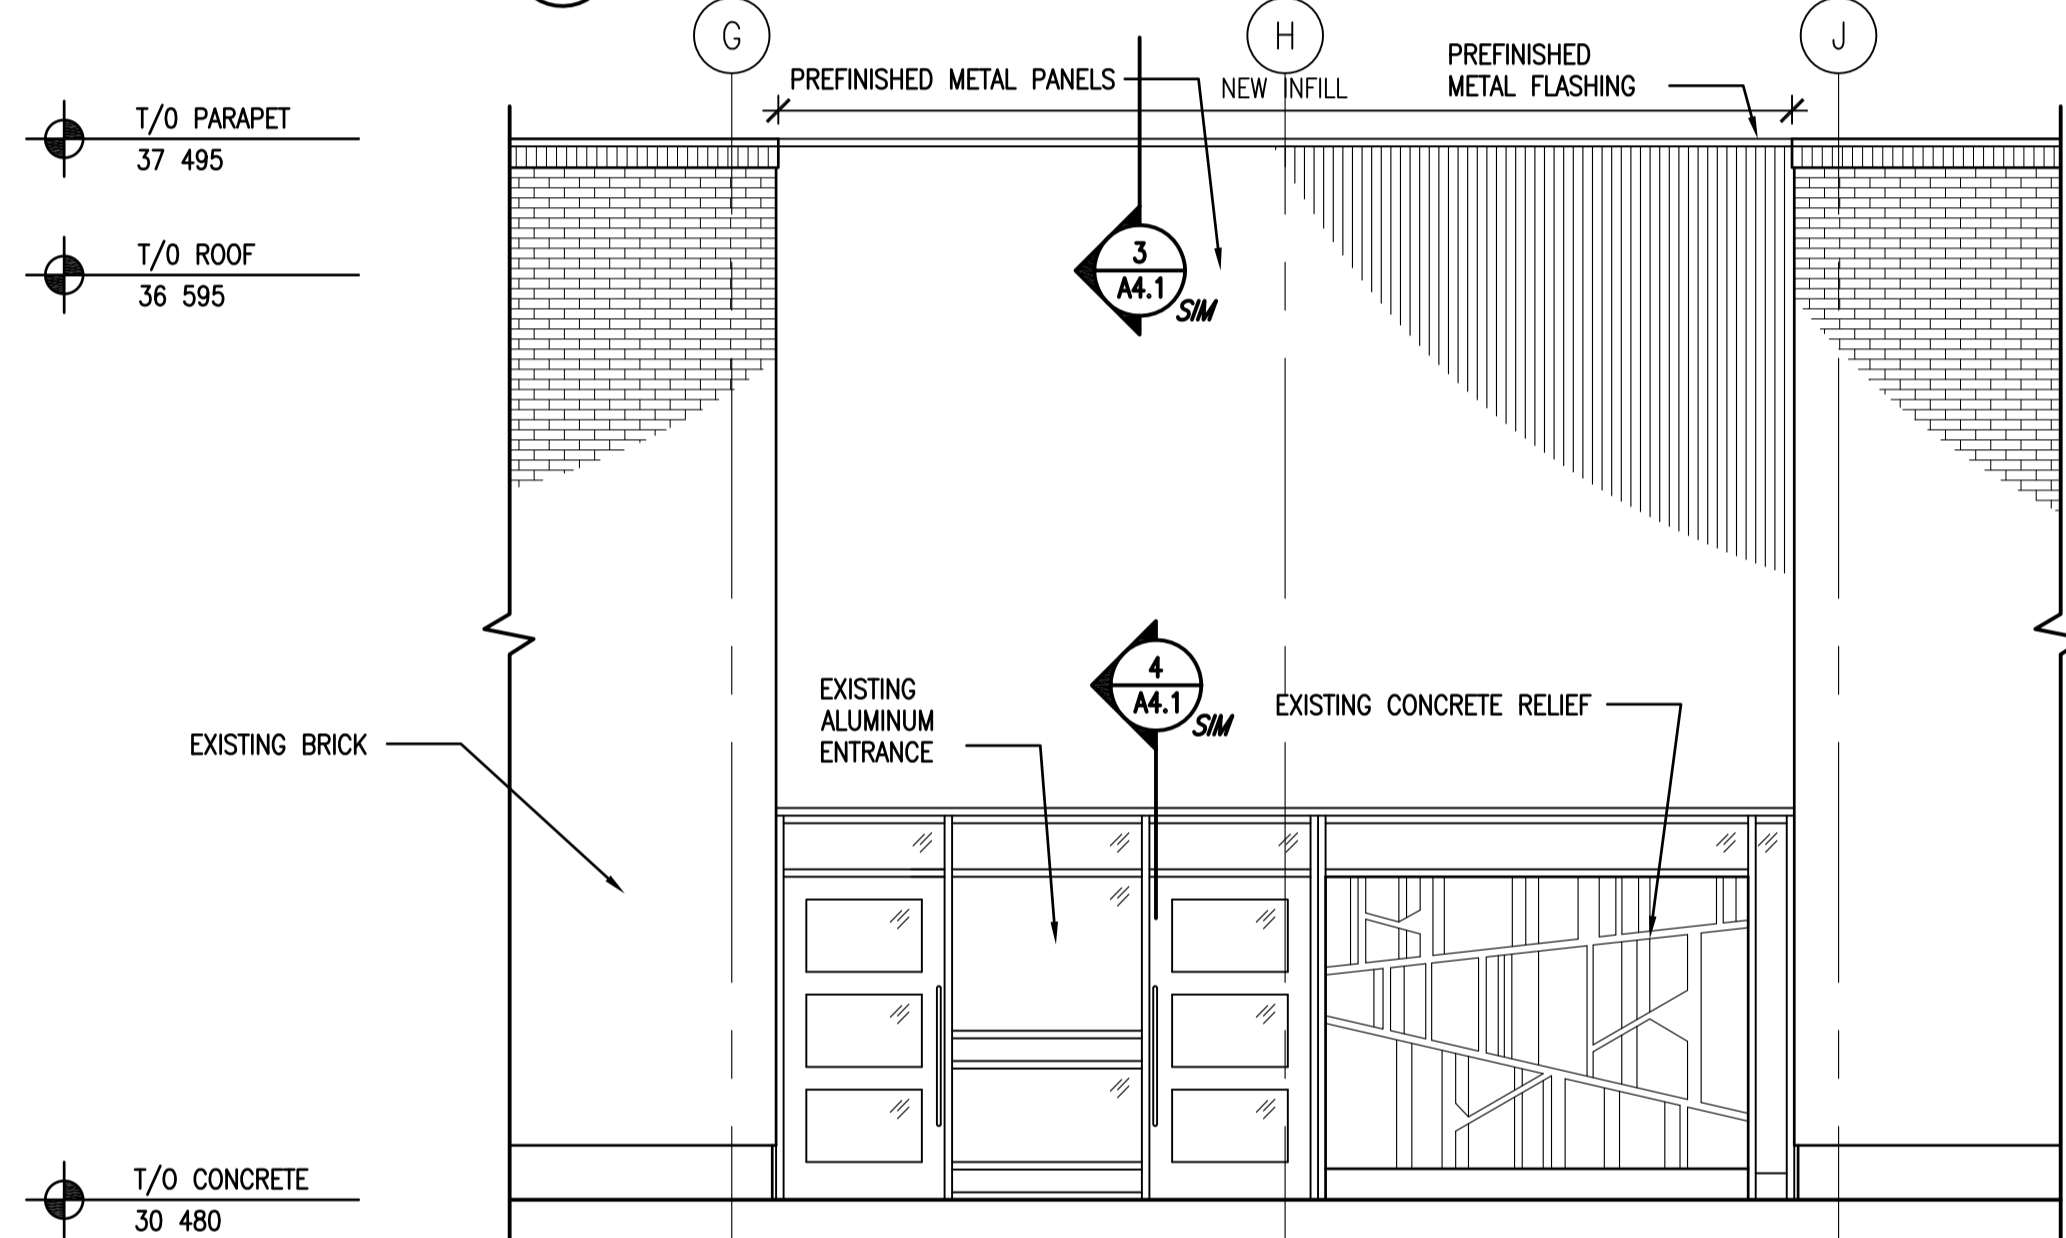 G
H
J
PREFINISHED METAL PANELS
NEW INFILL
PREFINISHED
METAL FLASHING
T/O PARAPET
37 495
T/O ROOF
36 595
3
A4.1
SIM
4
A4.1
SIM
EXISTING
ALUMINUM
ENTRANCE
EXISTING CONCRETE RELIEF
EXISTING BRICK
T/O CONCRETE
30 480